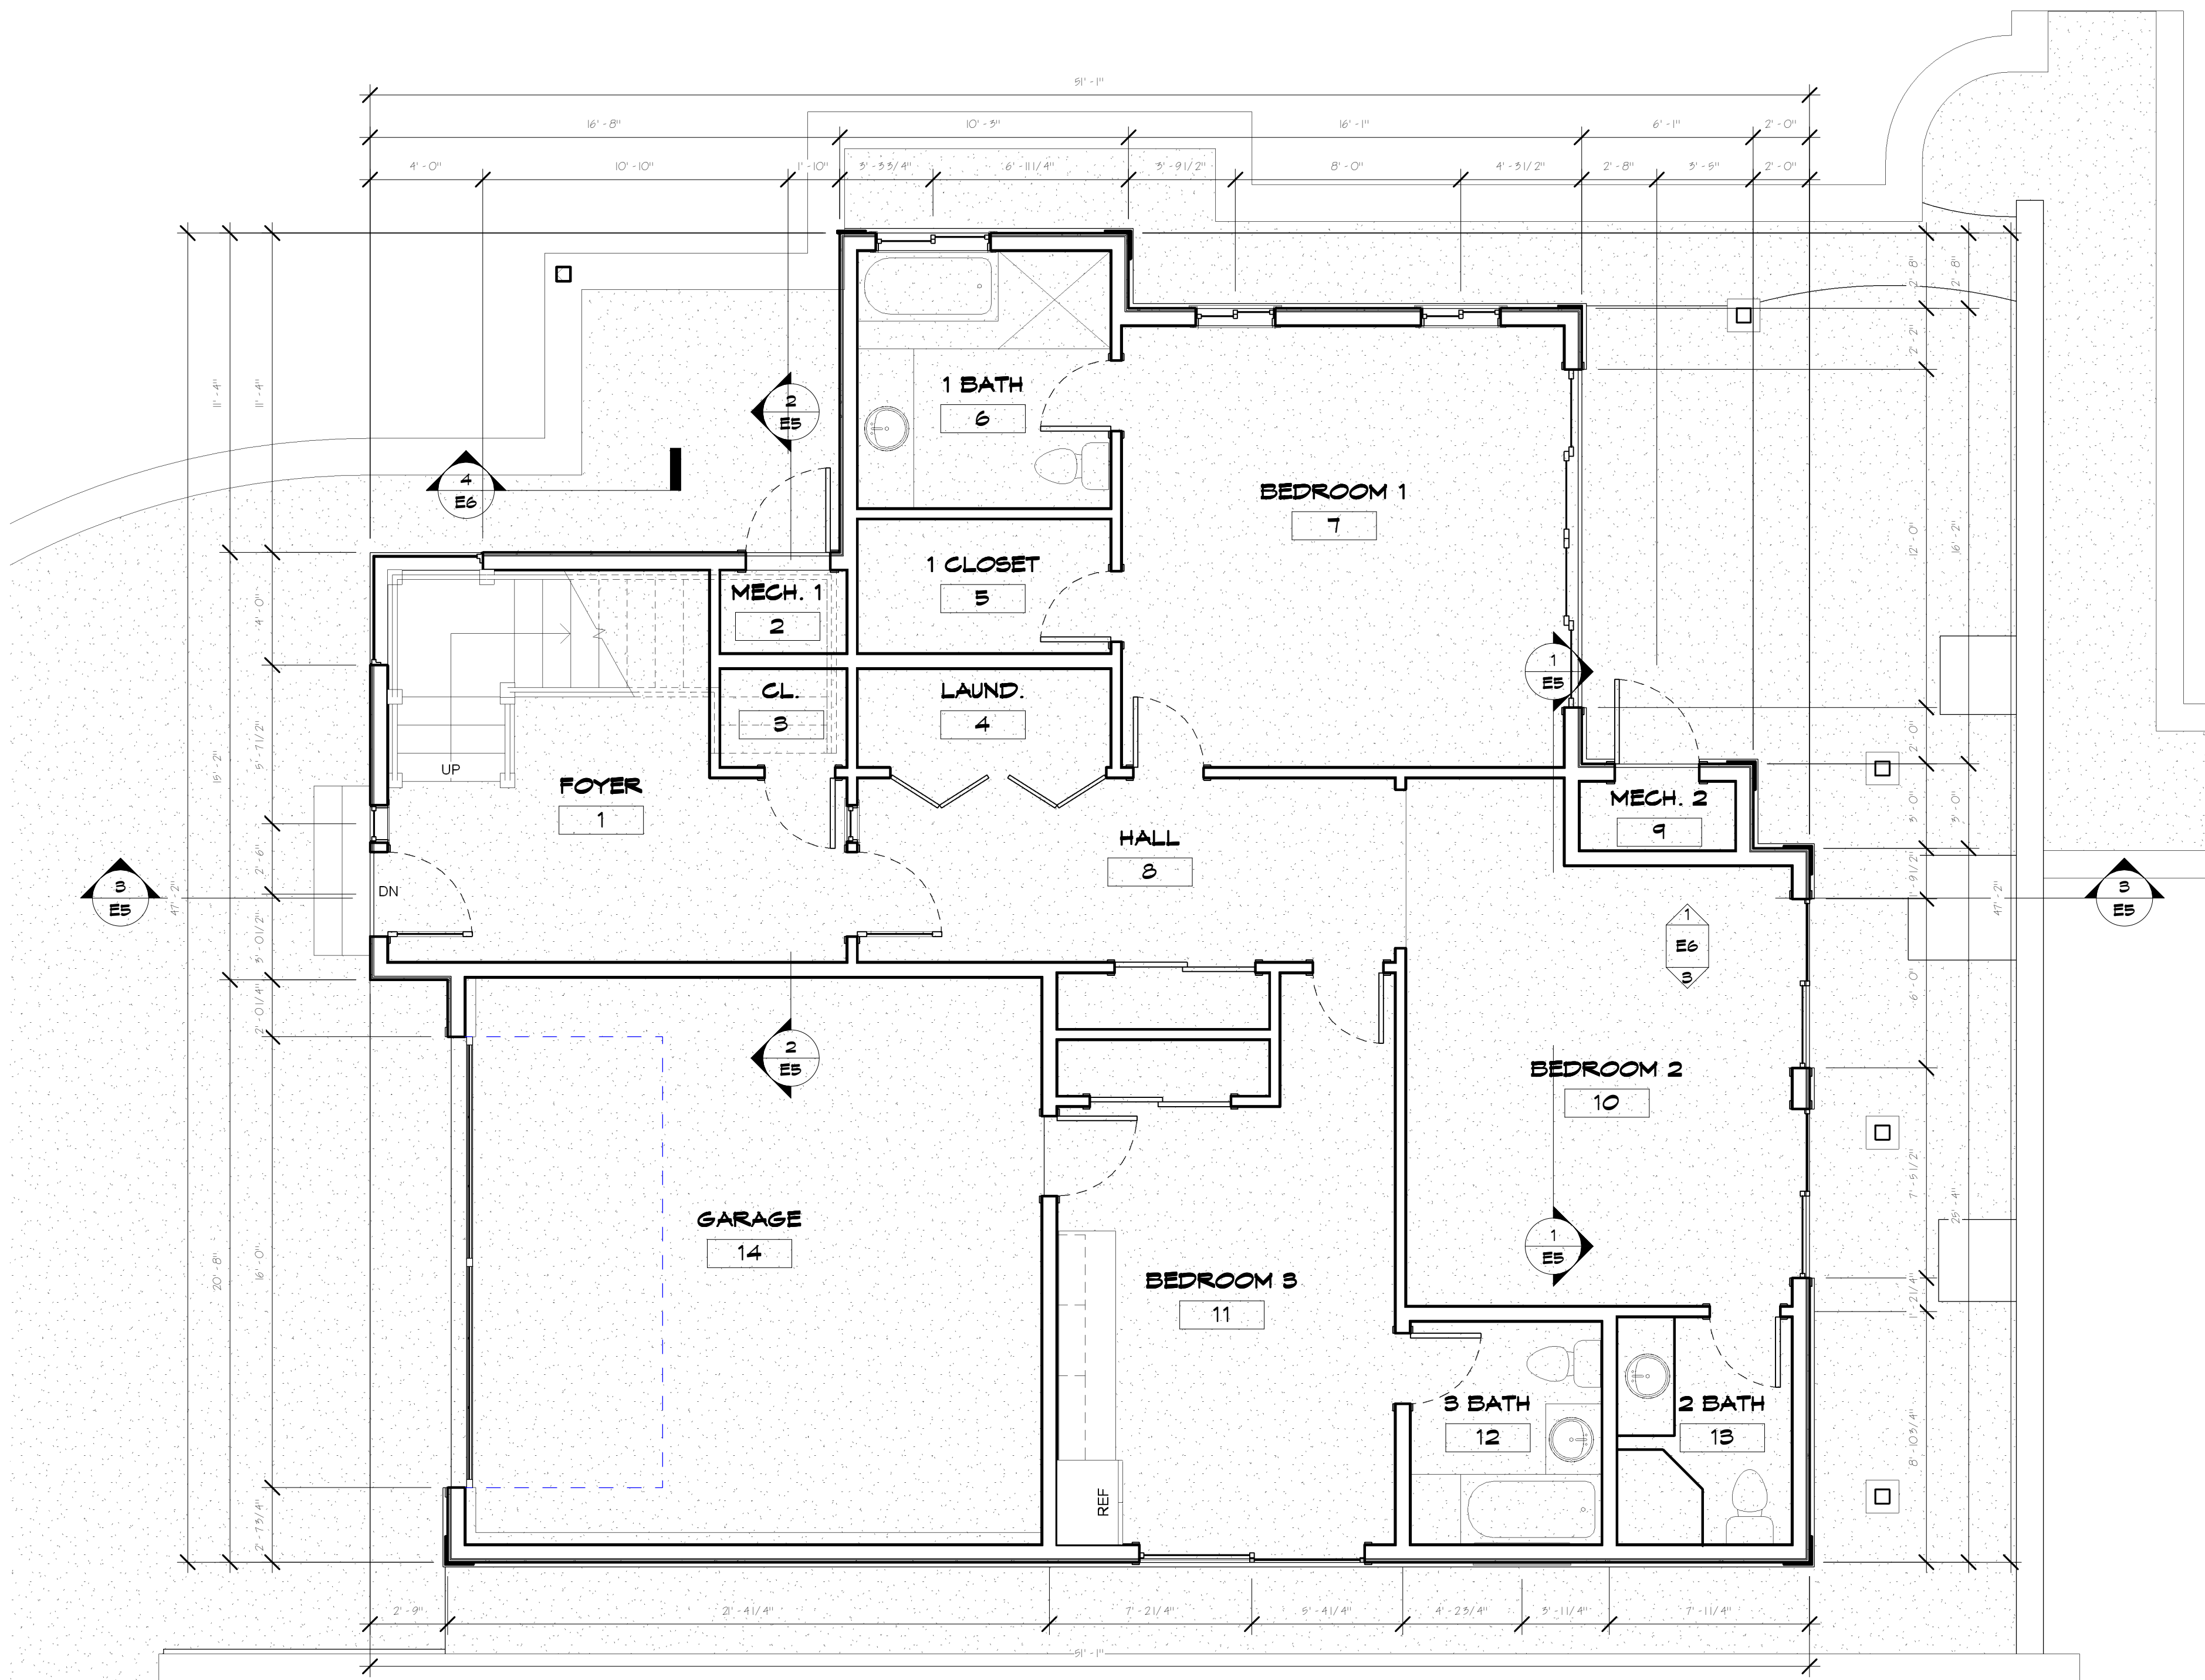 51' - 1"
16' - 8"
10' - 3"
16' - 1"
6' - 1"
2' - 0"
4' - 0"
10' - 10"
1' - 10"
3' - 3 3/4"
6' - 11 1/4"
3' - 9 1/2"
8' - 0"
4' - 3 1/2"
2' - 8"
3' - 5"
2' - 0"
2' - 8"
2' - 8"
2' - 2"
11' - 4"
11' - 4"
1 BATH
6
2
E5
4
E6
BEDROOM 1
7
12' - 0"
16' - 2"
1 CLOSET
5
MECH. 1
2
4' - 0"
1
E5
CL.
3
LAUND.
4
5' - 7 1/2"
15' - 2"
2' - 0"
UP
FOYER
1
MECH. 2
9
3' - 0"
3' - 0"
HALL
8
2' - 6"
DN
3
E5
47' - 2"
1' - 9 1/2"
47' - 2"
3
E5
3' - 0 1/2"
1
E6
3
6' - 0"
2' - 0 1/4"
2
E5
BEDROOM 2
10
20' - 8"
16' - 0"
7' - 5 1/2"
25' - 4"
GARAGE
14
1
E5
BEDROOM 3
11
1' - 2 1/4"
3 BATH
12
2 BATH
13
8' - 10 3/4"
REF
2' - 7 3/4"
2' - 9"
21' - 4 1/4"
7' - 2 1/4"
5' - 4 1/4"
4' - 2 3/4"
3' - 1 1/4"
7' - 1 1/4"
51' - 1"